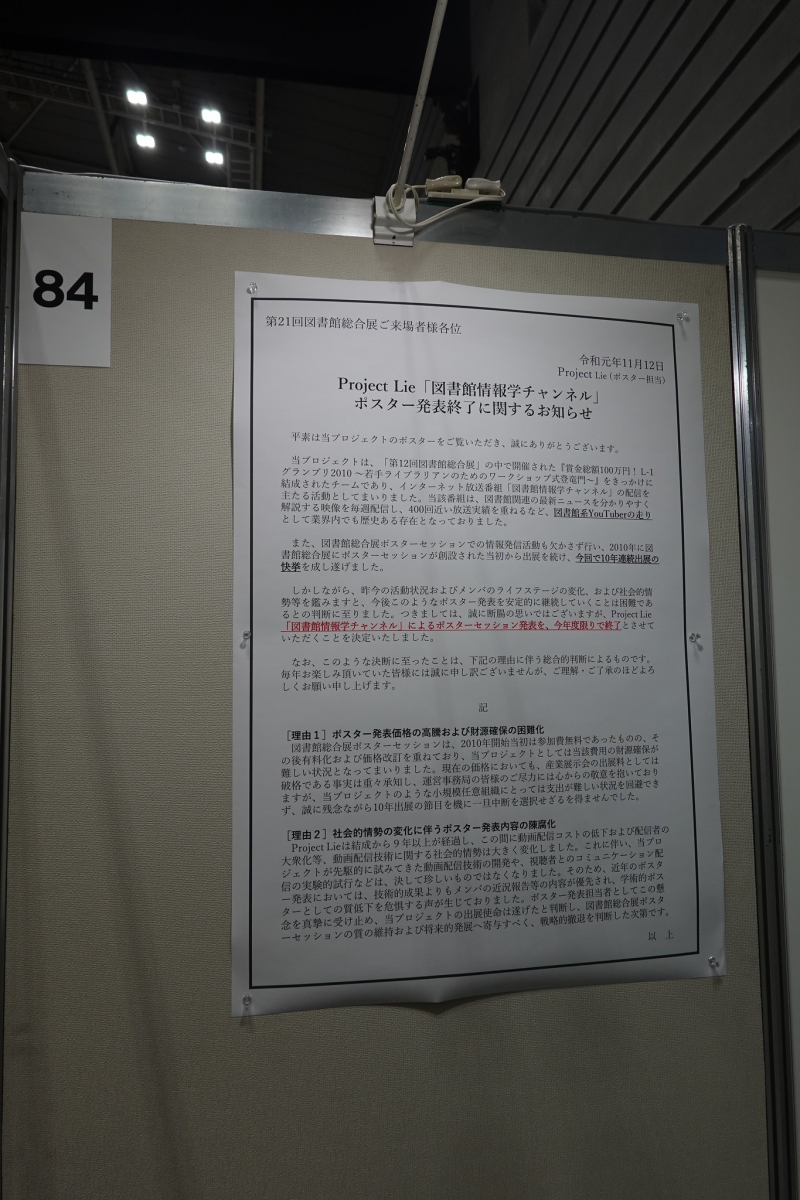 84
第21回図書館総合展ご来場者様各位
令和元年11月12日
Project Lie（ポスター担当）
Project Lie「図書館情報学チャンネル」
ポスター発表終了に関するお知らせ
平素は当プロジェクトのポスターをご覧いただき、誠にありがとうございます。
当プロジェクトは、「第12回図書館総合展」の中で開催された『賞金総額100万円！L-1
グランプリ2010 ～若手ライブラリアンのためのワークショップ式登竜門～』をきっかけに
結成されたチームであり、インターネット放送番組「図書館情報学チャンネル」の配信を
主たる活動としてまいりました。当該番組は、図書館関連の最新ニュースを分かりやすく
解説する映像を毎週配信し、400回近い放送実績を重ねるなど、図書館系YouTuberの走り
として業界内でも歴史ある存在となっておりました。
また、図書館総合展ポスターセッションでの情報発信活動も欠かさず行い、2010年に図
書館総合展にポスターセッションが創設された当初から出展を続け、今回で10年連続出展の
快挙を成し遂げました。
しかしながら、昨今の活動状況およびメンバのライフステージの変化、および社会的情
勢等を鑑みますと、今後このようなポスター発表を安定的に継続していくことは困難であ
るとの判断に至りました。つきましては、誠に断腸の思いではございますが、Project Lie
「図書館情報学チャンネル」によるポスターセッション発表を、今年度限りで終了とさせて
いただくことを決定いたしました。
なお、このような決断に至ったことは、下記の理由に伴う総合的判断によるものです。
毎年お楽しみ頂いていた皆様には誠に申し訳ございませんが、ご理解・ご了承のほどよろ
しくお願い申し上げます。
記
［理由１］ポスター発表価格の高騰および財源確保の困難化
図書館総合展ポスターセッションは、2010年開始当初は参加費無料であったものの、そ
の後有料化および価格改訂を重ねており、当プロジェクトとしては当該費用の財源確保が
難しい状況となってまいりました。現在の価格においても、産業展示会の出展料としては
破格である事実は重々承知し、運営事務局の皆様のご尽力には心からの敬意を抱いており
ますが、当プロジェクトのような小規模任意組織にとっては支出が難しい状況を回避でき
ず、誠に残念ながら10年出展の節目を機に一旦中断を選択せざるを得ませんでした。
［理由２］社会的情勢の変化に伴うポスター発表内容の陳腐化
Project Lieは結成から９年以上が経過し、この間に動画配信コストの低下および配信者の
大衆化等、動画配信技術に関する社会的情勢は大きく変化しました。これに伴い、当プロ
ジェクトが先駆的に試みてきた動画配信技術の開発や、視聴者とのコミュニケーション配
信の実験的試行などは、決して珍しいものではなくなりました。そのため、近年のポスタ
ー発表においては、技術的成果よりもメンバの近況報告等の内容が優先され、学術的ポス
ターとしての質低下を危惧する声が生じておりました。ポスター発表担当者としてこの懸
念を真摯に受け止め、当プロジェクトの出展使命は遂げたと判断し、図書館総合展ポスタ
ーセッションの質の維持および将来的発展へ寄与すべく、戦略的撤退を判断した次第です。
以 上